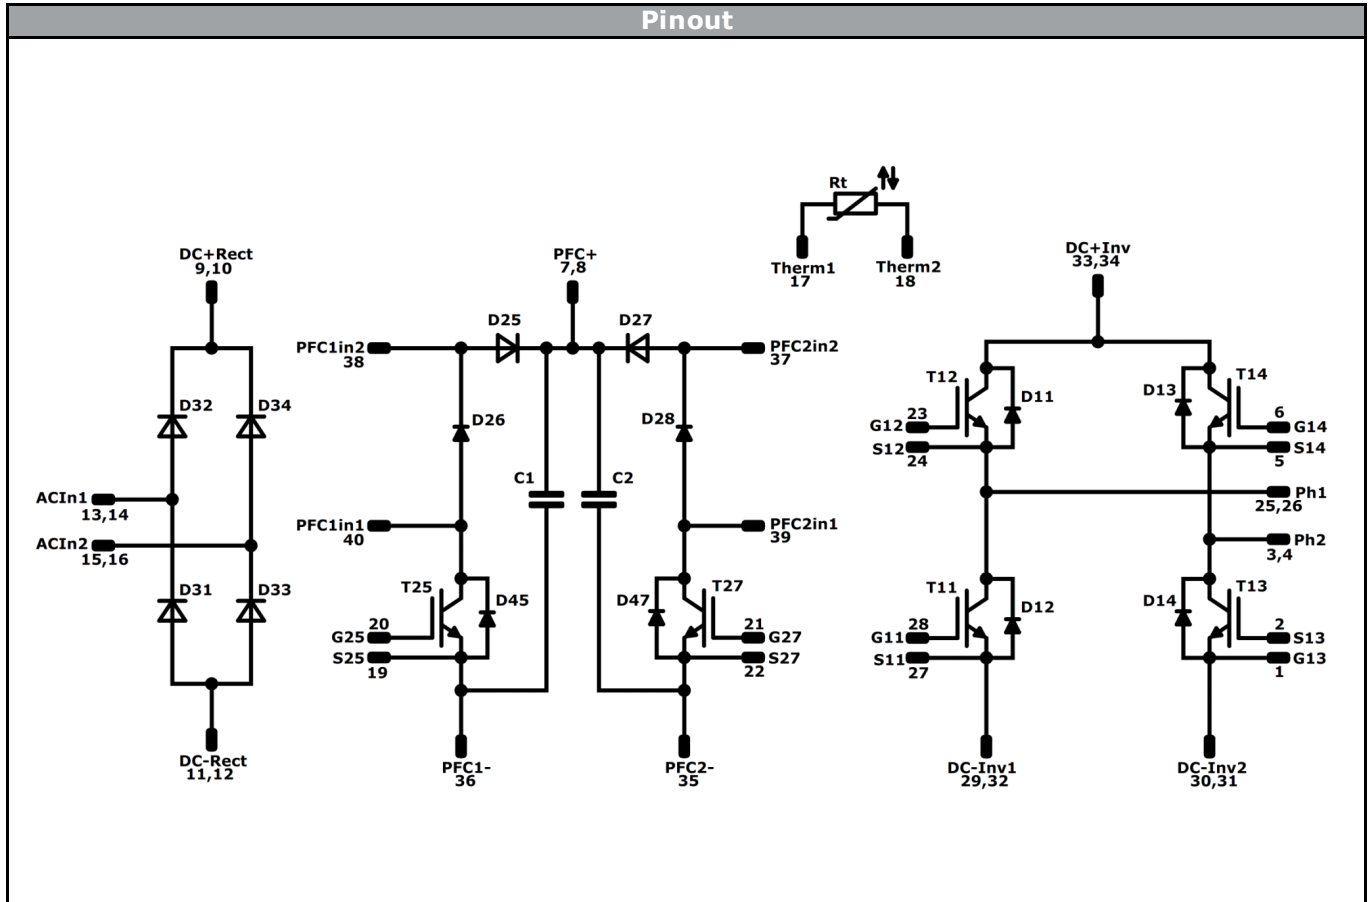 Pinout
Rt
Therm1
17
Therm2
18
DC+Rect
9,10
D32
D34
ACIn1
13,14
ACIn2
15,16
D31
D33
DC-Rect
11,12
PFC+
7,8
D25
D27
PFC1in2
38
PFC2in2
37
D26
D28
C1
C2
PFC1in1
40
PFC2in1
39
T25
D45
D47
T27
20
G25
S25
19
21
G27
S27
22
PFC1-
36
PFC2-
35
DC+Inv
33,34
T12
D11
D13
T14
23
G12
S12
24
6
G14
S14
5
Ph1
25,26
Ph2
3,4
T11
D12
D14
T13
28
G11
S11
27
2
S13
G13
1
DC-Inv1
29,32
DC-Inv2
30,31